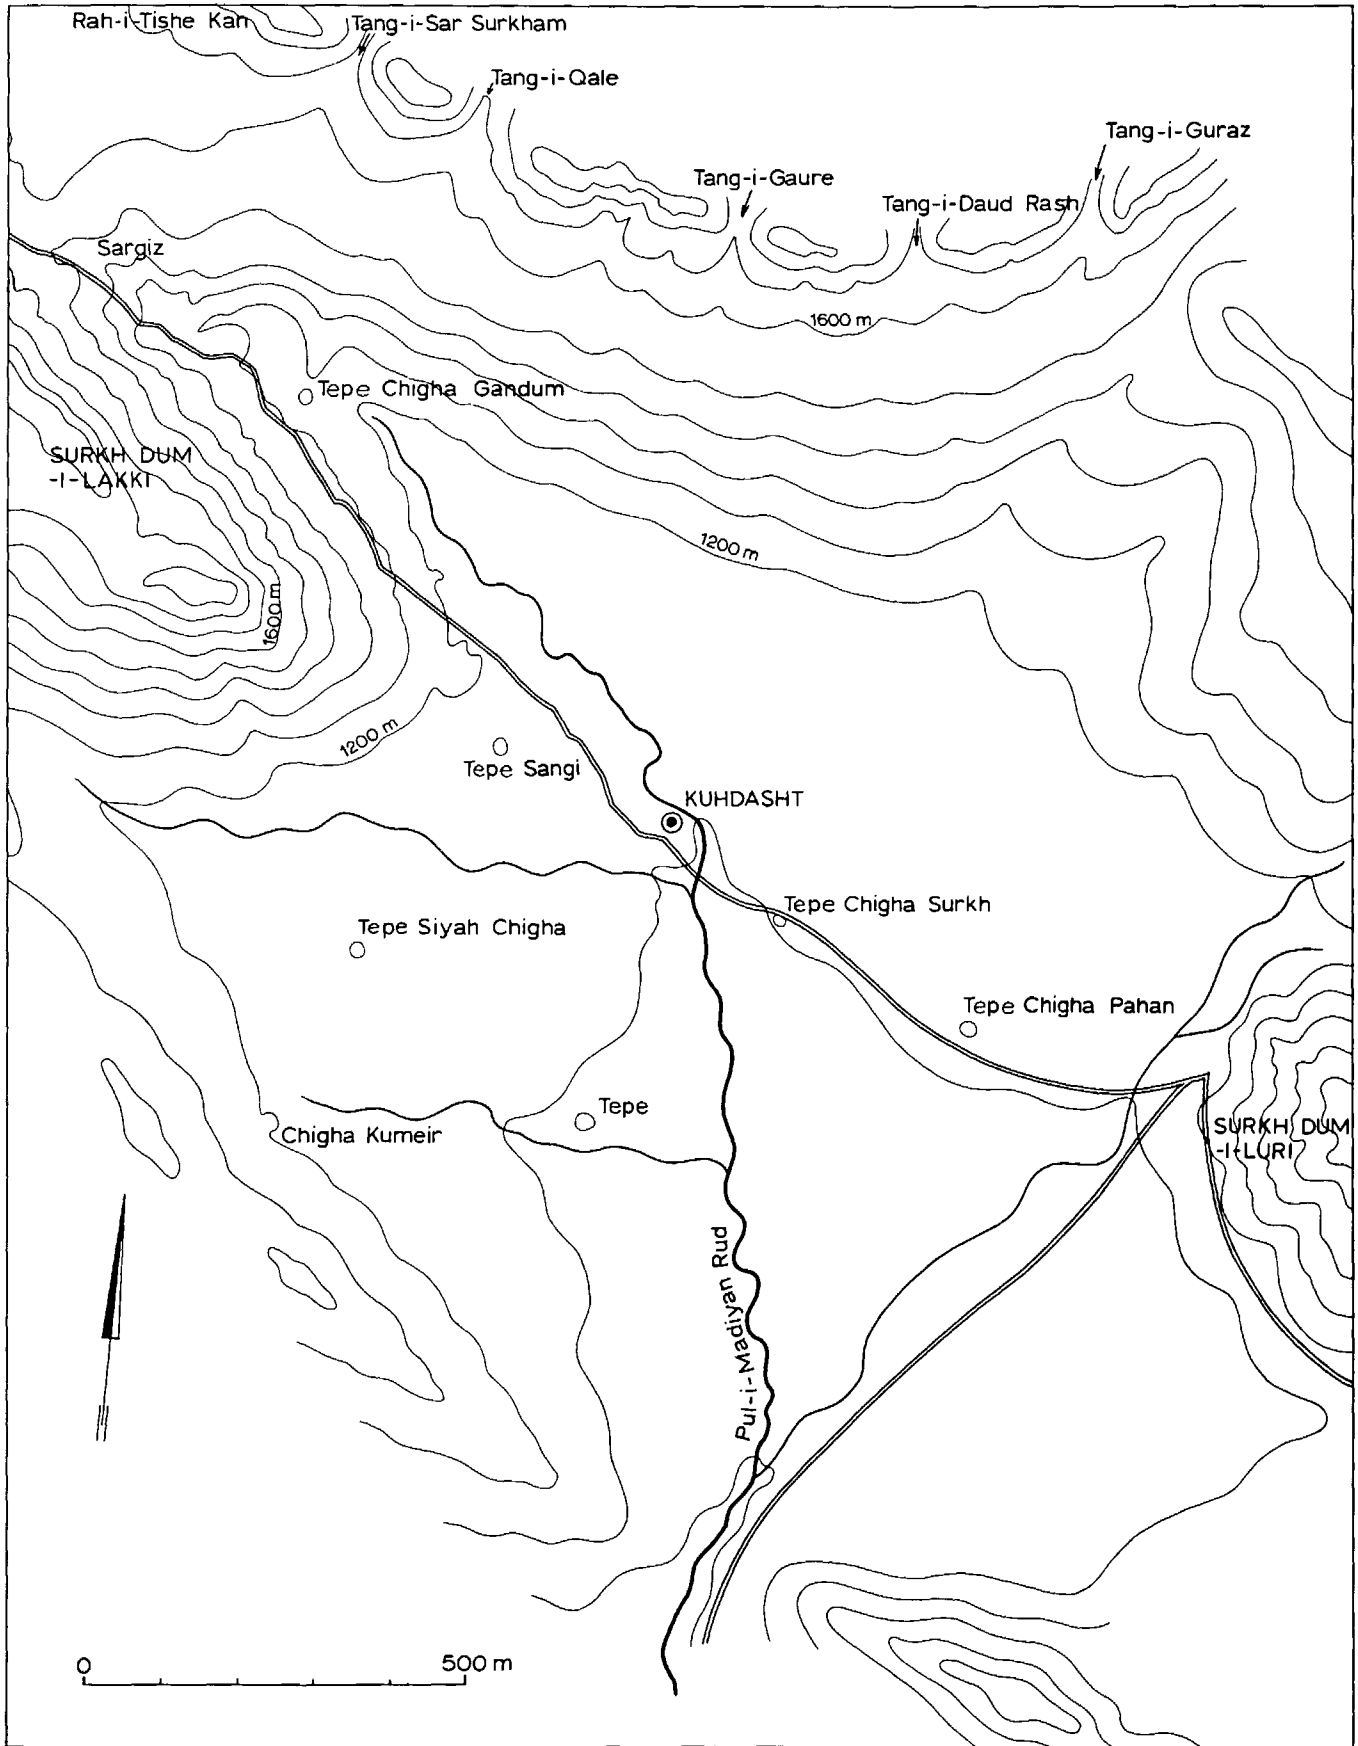 Rah-i-Tishe Kan
Tang-i-Sar Surkham
Tang-i-Qale
Tang-i-Guraz
Tang-i-Gaure
Tang-i-Daud Rash
Sargiz
1600 m
Tepe Chigha Gandum
SURKH DUM
-I-LAKKI
1200 m
1600 m
1200 m
Tepe Sangi
KUHDASHT
Tepe Chigha Surkh
Tepe Siyah Chigha
Tepe Chigha Pahan
Tepe
Chigha Kumeir
SURKH DUM
-I-LURI
Pul-i-Madiyan Rud
0
500 m